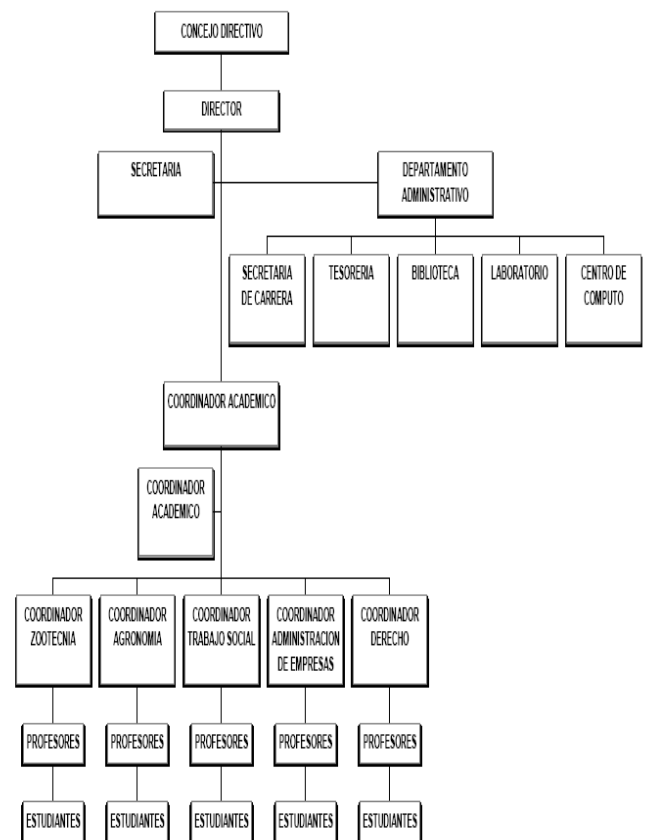 CONCEJO DIRECTIVO
DIRECTOR
SECRETARIA
DEPARTAMENTO
ADMINISTRATIVO
SECRETARIA
DE CARRERA
TESORERIA
BIBLIOTECA
LABORATORIO
CENTRO DE
COMPUTO
COORDINADOR ACADEMICO
COORDINADOR
ACADEMICO
COORDINADOR
ZOOTECNIA
COORDINADOR
AGRONOMIA
COORDINADOR
TRABAJO SOCIAL
COORDINADOR
ADMINISTRACION
DE EMPRESAS
COORDINADOR
DERECHO
PROFESORES
PROFESORES
PROFESORES
PROFESORES
PROFESORES
ESTUDIANTES
ESTUDIANTES
ESTUDIANTES
ESTUDIANTES
ESTUDIANTES